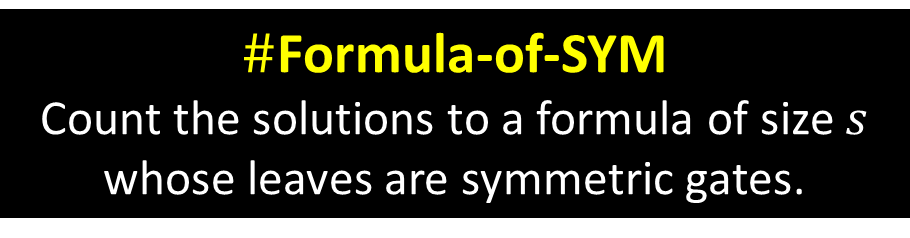 #Formula-of-SYM
Count the solutions to a formula of size s
whose leaves are symmetric gates.